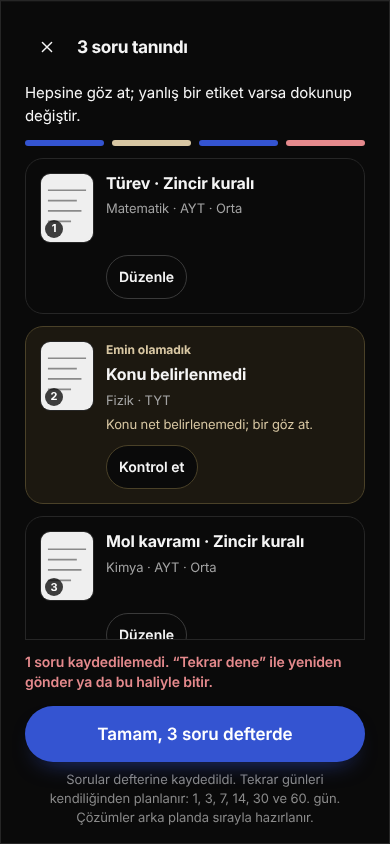 3 soru tanındı
Hepsine göz at; yanlış bir etiket varsa dokunup
değiştir.
1
Türev · Zincir kuralı
Matematik · AYT · Orta
Düzenle
2
Emin olamadık
Konu belirlenmedi
Fizik · TYT
Konu net belirlenemedi; bir göz at.
Kontrol et
3
Mol kavramı · Zincir kuralı
Kimya · AYT · Orta
Düzenle
1 soru kaydedilemedi. “Tekrar dene” ile yeniden
gönder ya da bu haliyle bitir.
Tamam, 3 soru defterde
Sorular defterine kaydedildi. Tekrar günleri
kendiliğinden planlanır: 1, 3, 7, 14, 30 ve 60. gün.
Çözümler arka planda sırayla hazırlanır.